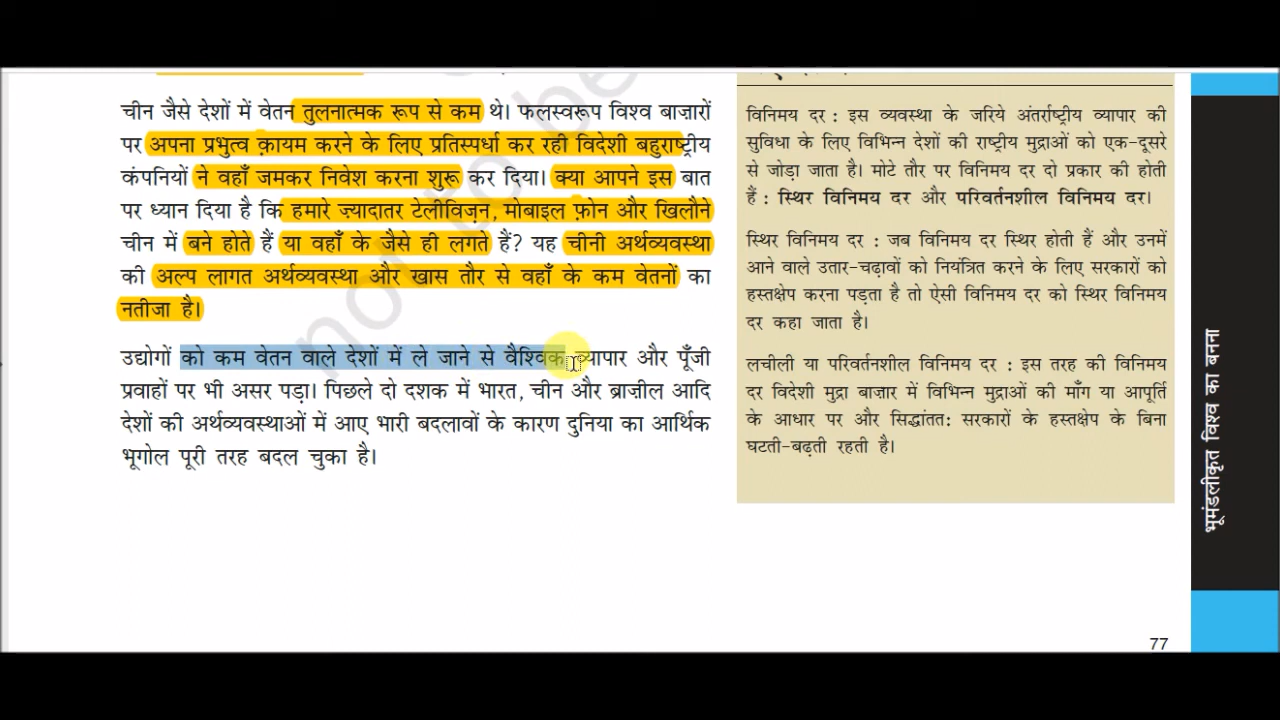 चीन जैसे देशों में वेतन तुलनात्मक रूप से कम थे। फलस्वरूप विश्व बाजारों
पर अपना प्रभुत्व क़ायम करने के लिए प्रतिस्पर्धा कर रही विदेशी बहुराष्ट्रीय
कंपनियों ने वहाँ जमकर निवेश करना शुरू कर दिया। क्या आपने इस बात
पर ध्यान दिया है कि हमारे ज्यादातर टेलीविज़न, मोबाइल फ़ोन और खिलौने
चीन में बने होते हैं या वहाँ के जैसे ही लगते हैं? यह चीनी अर्थव्यवस्था
की अल्प लागत अर्थव्यवस्था और खास तौर से वहाँ के कम वेतनों का
नतीजा है।
उद्योगों को कम वेतन वाले देशों में ले जाने से वैश्विक व्यापार और पूँजी
प्रवाहों पर भी असर पड़ा। पिछले दो दशक में भारत, चीन और ब्राज़ील आदि
देशों की अर्थव्यवस्थाओं में आए भारी बदलावों के कारण दुनिया का आर्थिक
भूगोल पूरी तरह बदल चुका है।
not to be
विनिमय दर : इस व्यवस्था के जरिये अंतर्राष्ट्रीय व्यापार की
सुविधा के लिए विभिन्न देशों की राष्ट्रीय मुद्राओं को एक-दूसरे
से जोड़ा जाता है। मोटे तौर पर विनिमय दर दो प्रकार की होती
हैं : स्थिर विनिमय दर और परिवर्तनशील विनिमय दर।
स्थिर विनिमय दर : जब विनिमय दर स्थिर होती हैं और उनमें
आने वाले उतार-चढ़ावों को नियंत्रित करने के लिए सरकारों को
हस्तक्षेप करना पड़ता है तो ऐसी विनिमय दर को स्थिर विनिमय
दर कहा जाता है।
लचीली या परिवर्तनशील विनिमय दर : इस तरह की विनिमय
दर विदेशी मुद्रा बाज़ार में विभिन्न मुद्राओं की माँग या आपूर्ति
के आधार पर और सिद्धांतत: सरकारों के हस्तक्षेप के बिना
घटती-बढ़ती रहती है।
भूमंडलीकृत विश्व का बनना
77